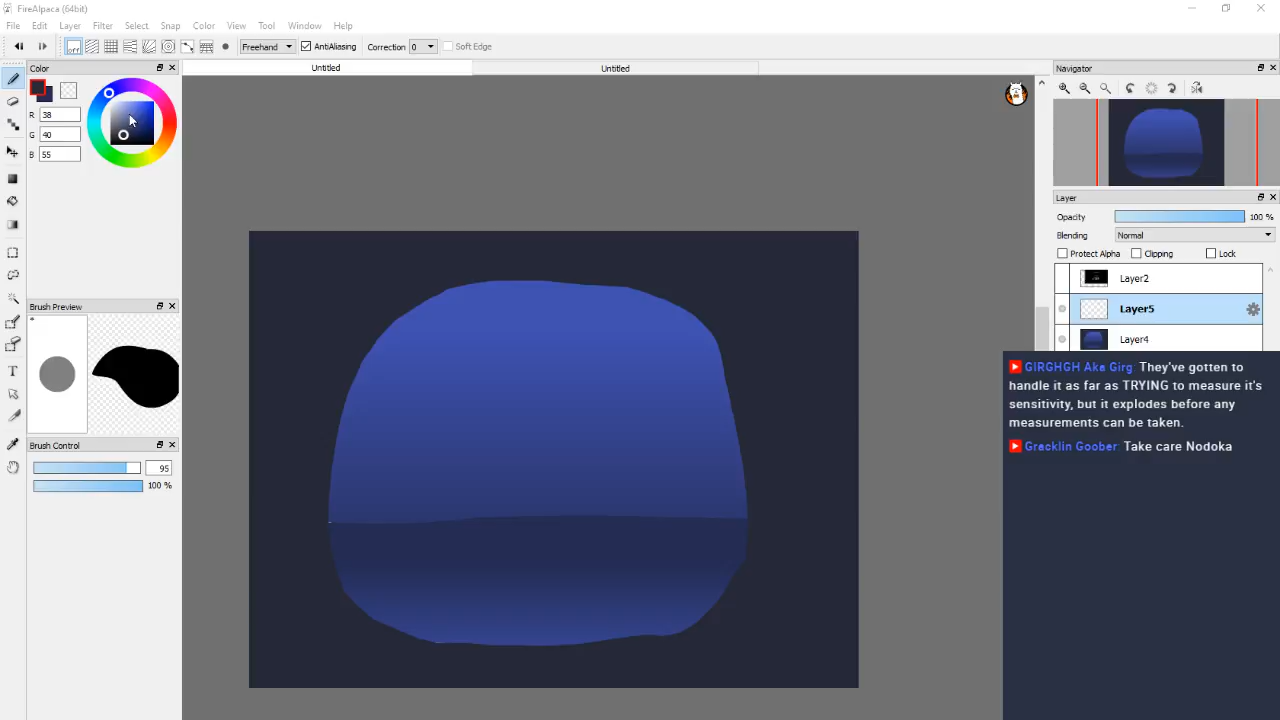 FireAlpaca (64bit)
File Edit Layer Filter Select Snap Color View Tool Window Help
off Freehand AntiAliasing Correction 0 Soft Edge
Color
Untitled Untitled
Navigator
R 38
G 40
B 55
Layer
Opacity 100 %
Blending Normal
Protect Alpha Clipping Lock
Layer2
Layer5
Layer4
Brush Preview
Brush Control
95
100 %
T
GIRGHGH Aka Girg: They've gotten to
handle it as far as TRYING to measure it's
sensitivity, but it explodes before any
measurements can be taken.
Gracklin Goober: Take care Nodoka